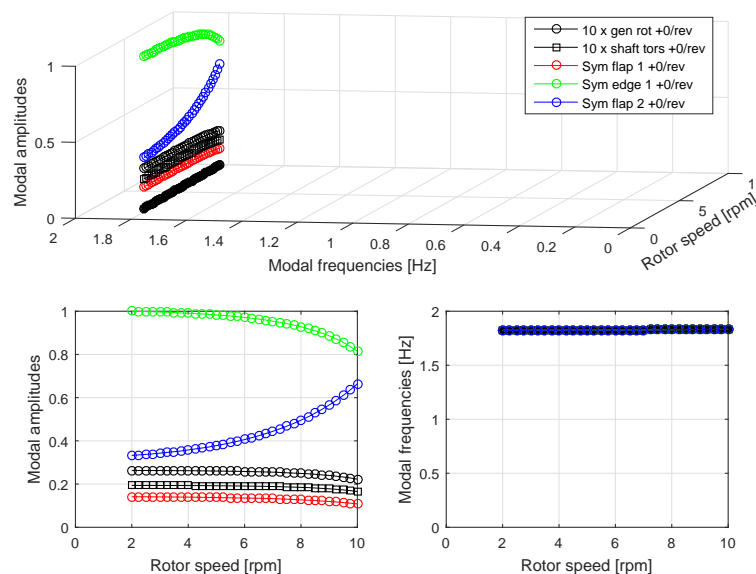 10 x gen rot +0/rev
10 x shaft tors +0/rev
Sym flap 1 +0/rev
Sym edge 1 +0/rev
Sym flap 2 +0/rev
Modal amplitudes
1
0.5
0
2
1.8
1.6
1.4
1.2
1
0.8
0.6
0.4
0.2
0
Modal frequencies [Hz]
0
5
1
Rotor speed [rpm]
Modal amplitudes
1
0.8
0.6
0.4
0.2
0
0 2 4 6 8 10
Rotor speed [rpm]
Modal frequencies [Hz]
2
1.5
1
0.5
0
0 2 4 6 8 10
Rotor speed [rpm]